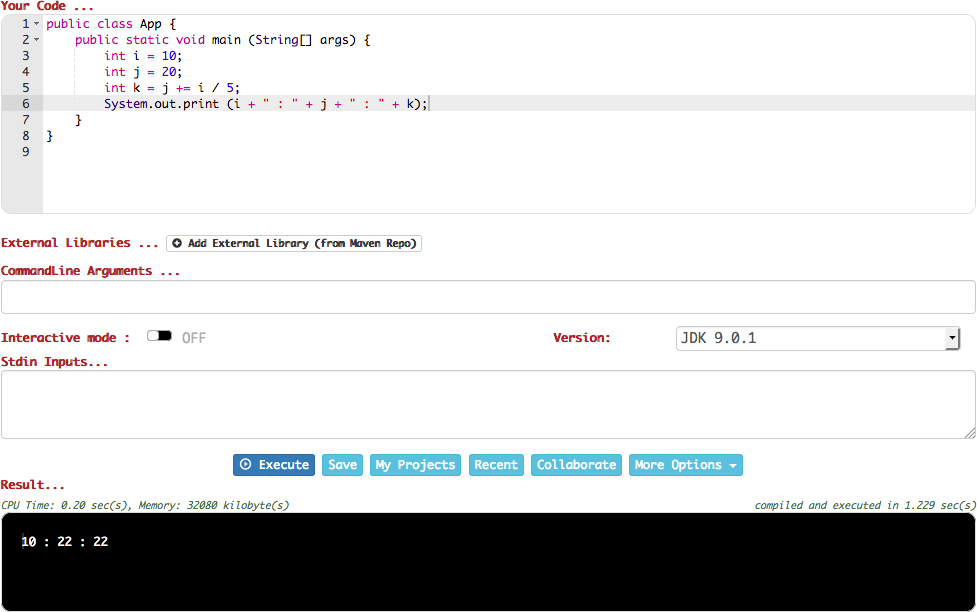 Your Code ...
1 public class App {
2     public static void main (String[] args) {
3         int i = 10;
4         int j = 20;
5         int k = j += i / 5;
6         System.out.print (i + " : " + j + " : " + k);
7     }
8 }
9
External Libraries ... Add External Library (from Maven Repo)
CommandLine Arguments ...
Interactive mode : OFF Version: JDK 9.0.1
Stdin Inputs...
Execute Save My Projects Recent Collaborate More Options
Result...
CPU Time: 0.20 sec(s), Memory: 32080 kilobyte(s) compiled and executed in 1.229 sec(s)
10 : 22 : 22